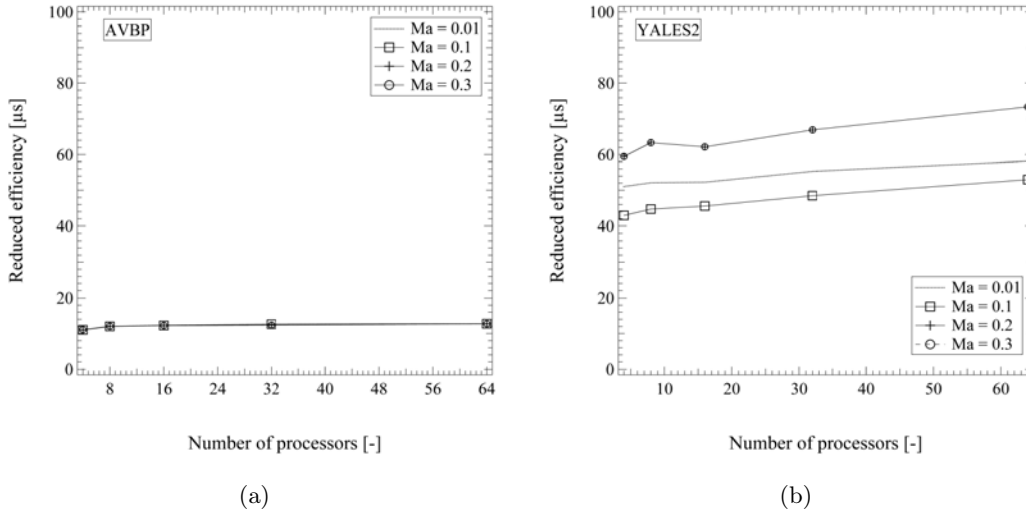 AVBP
Ma = 0.01
Ma = 0.1
Ma = 0.2
Ma = 0.3
100
80
60
40
20
0
Reduced efficiency [µs]
8 16 24 32 40 48 56 64
Number of processors [-]
(a)
YALES2
100
80
60
40
20
0
Reduced efficiency [µs]
Ma = 0.01
Ma = 0.1
Ma = 0.2
Ma = 0.3
10 20 30 40 50 60
Number of processors [-]
(b)